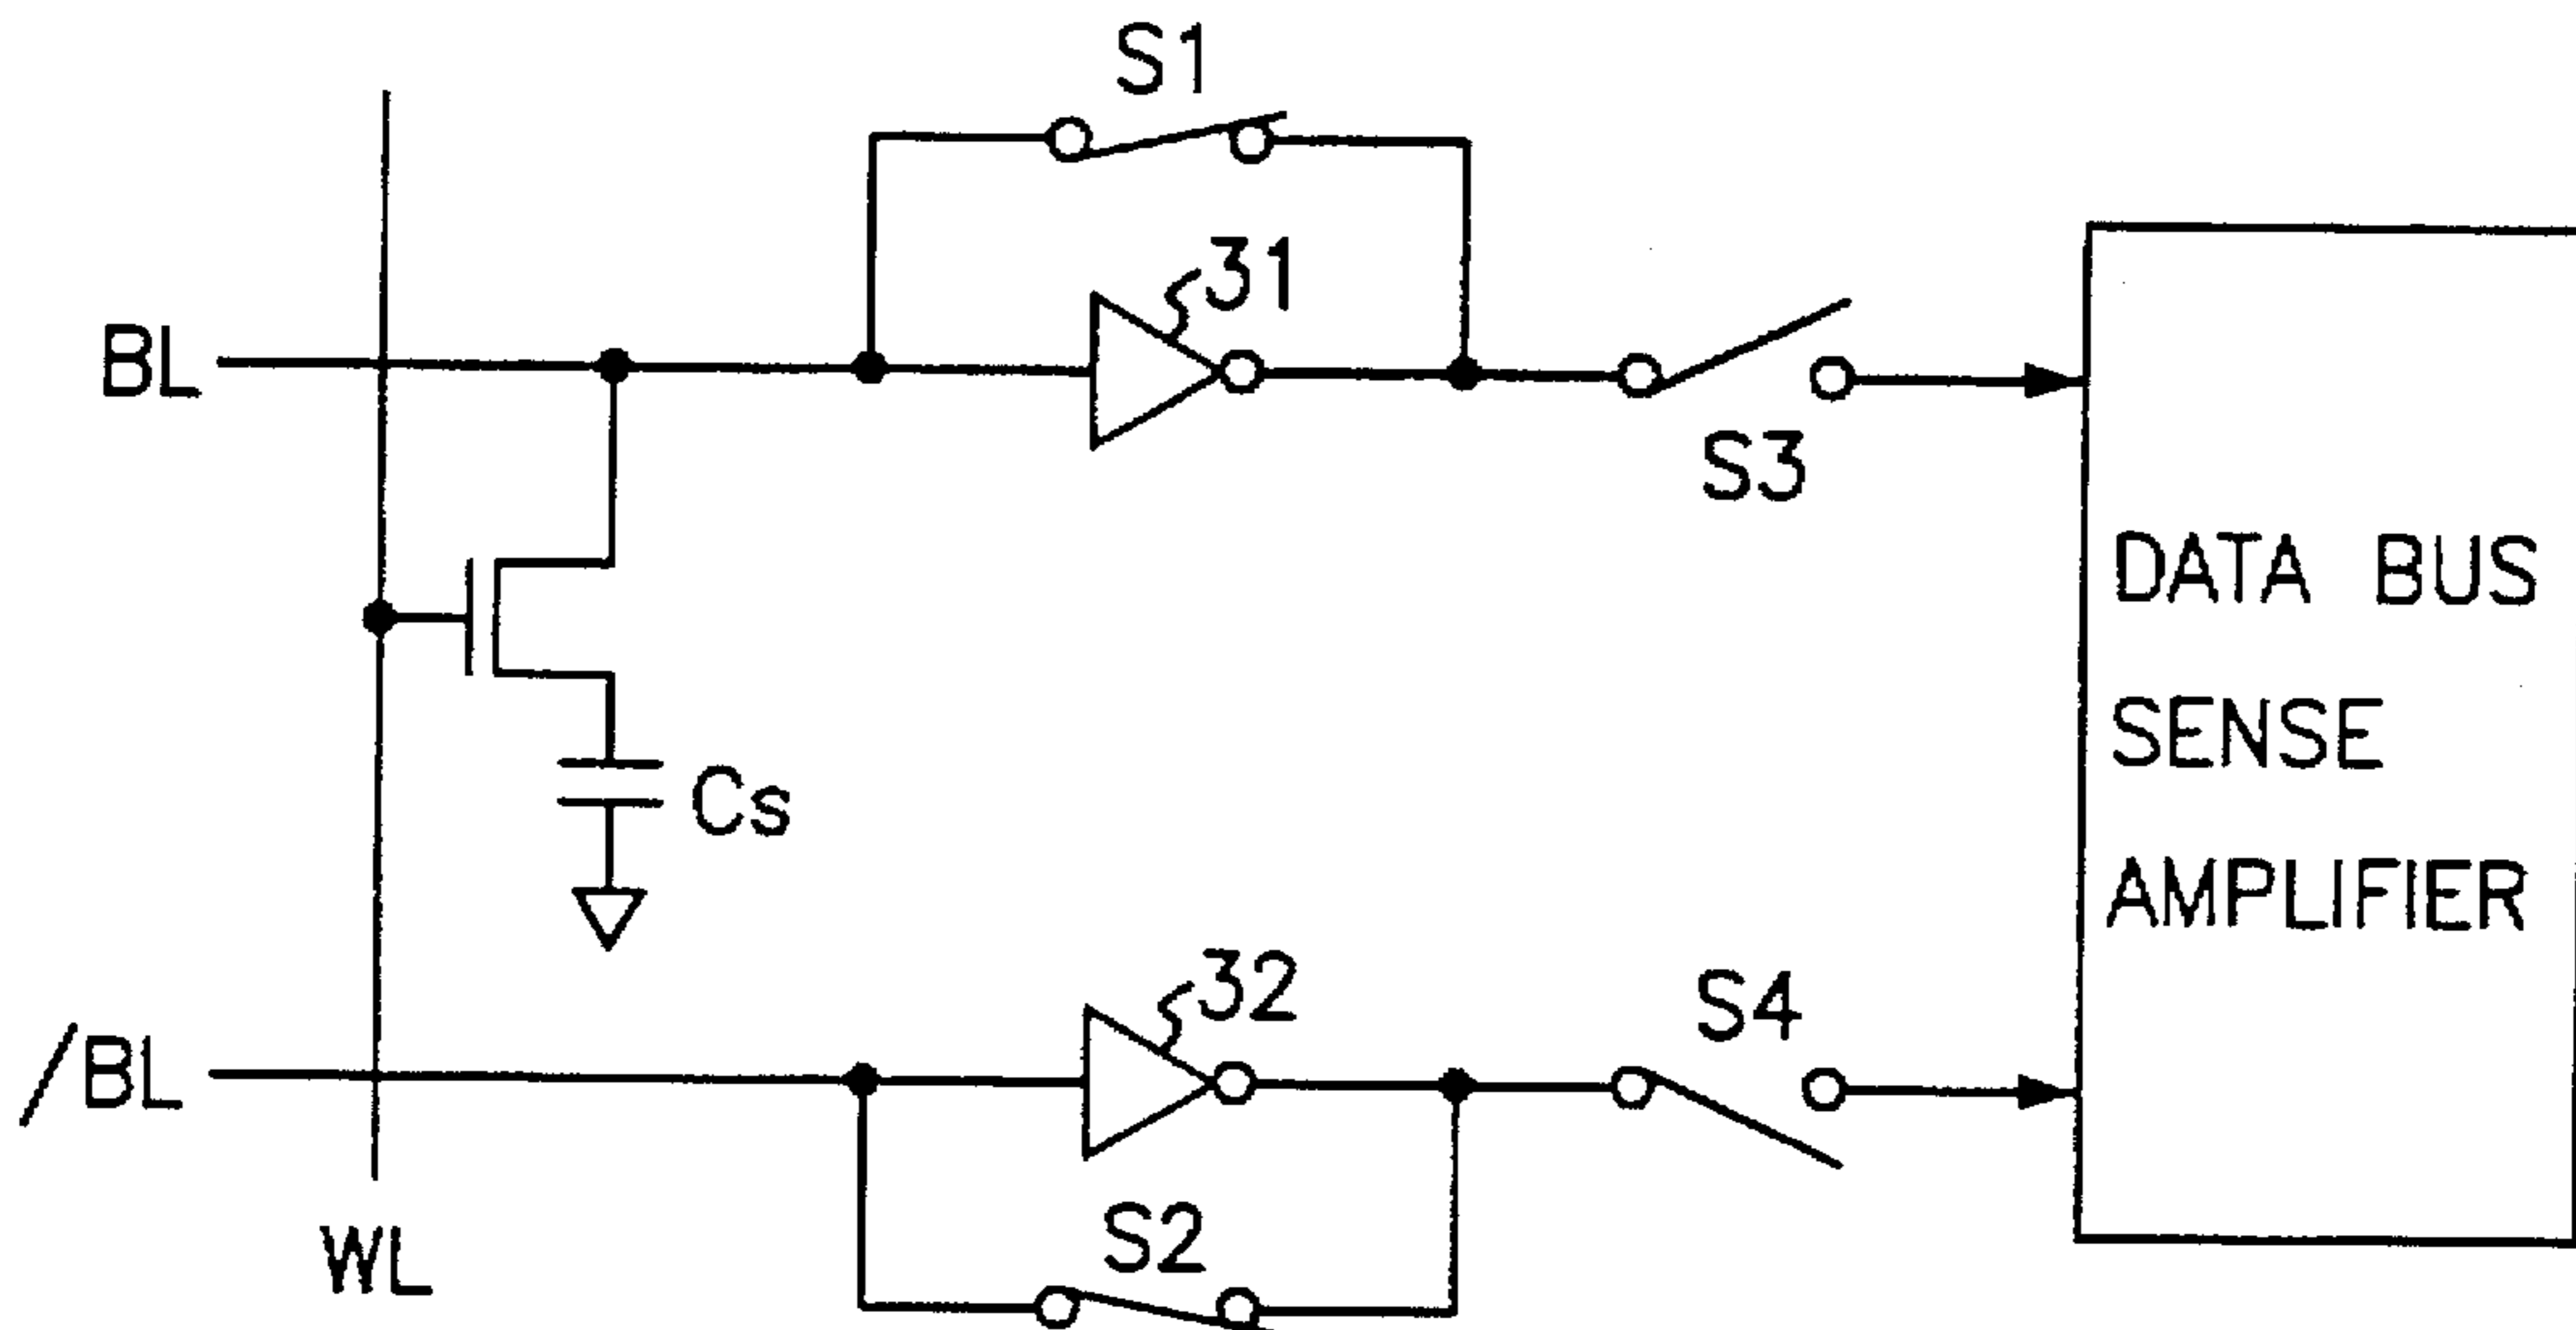 S1
31
BL
S3
DATA BUS
SENSE
AMPLIFIER
Cs
32
S4
/BL
S2
WL